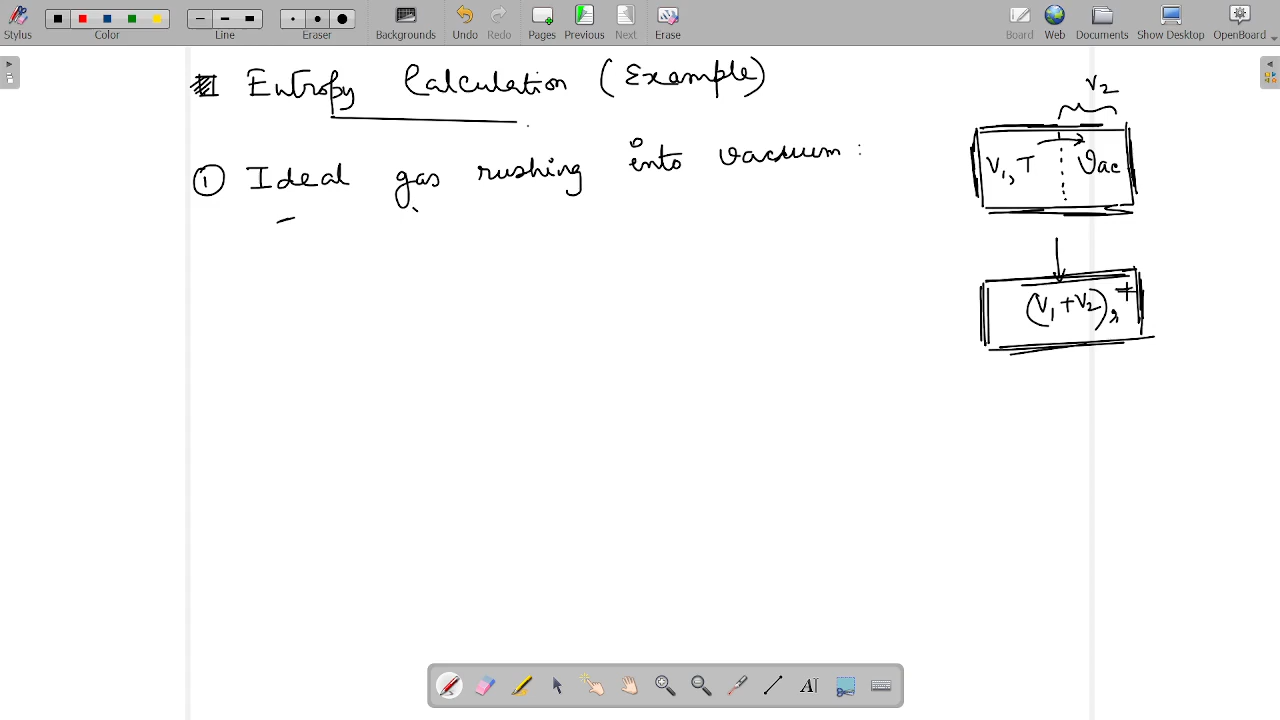 Stylus Color Line Eraser Backgrounds Undo Redo Pages Previous Next Erase Board Web Documents Show Desktop OpenBoard
Entropy Calculation (Example)
① Ideal gas rushing into vacuum :
V2
V1, T Vac
(V1 + V2),